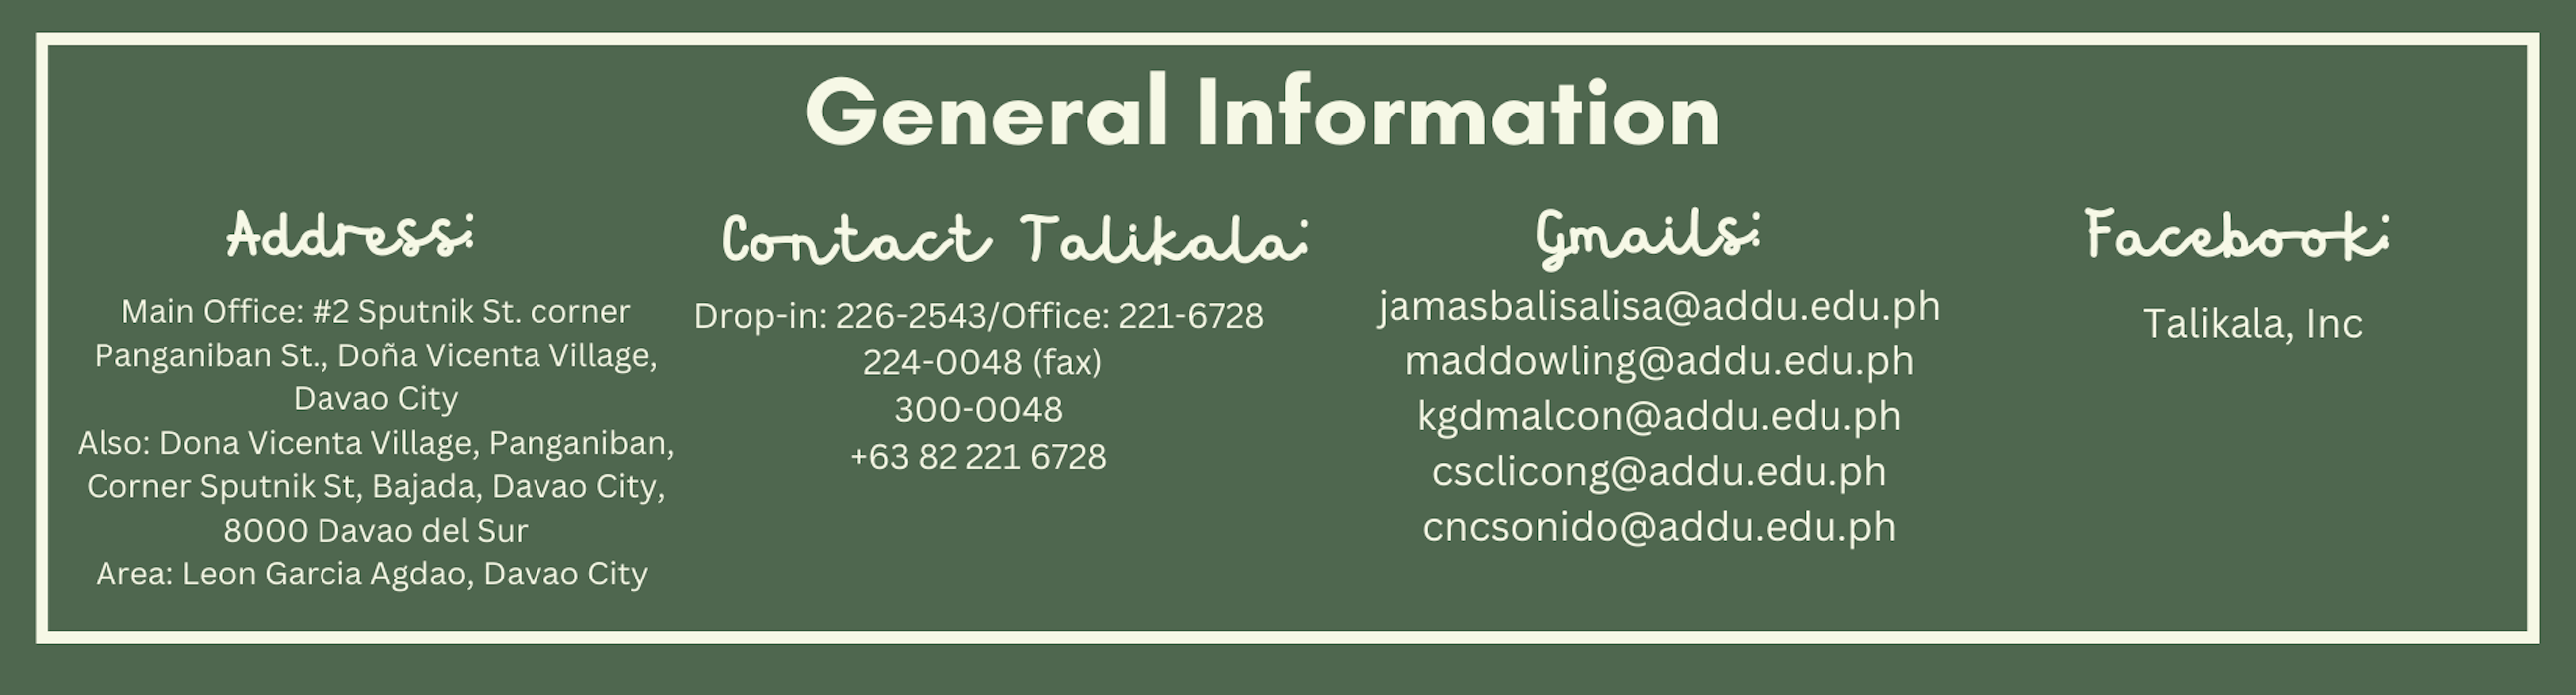 General Information
Address:
Main Office: #2 Sputnik St. corner
Panganiban St., Doña Vicenta Village,
Davao City
Also: Dona Vicenta Village, Panganiban,
Corner Sputnik St, Bajada, Davao City,
8000 Davao del Sur
Area: Leon Garcia Agdao, Davao City
Contact Talikala:
Drop-in: 226-2543/Office: 221-6728
224-0048 (fax)
300-0048
+63 82 221 6728
Gmails:
jamasbalisalisa@addu.edu.ph
maddowling@addu.edu.ph
kgdmalcon@addu.edu.ph
csclicong@addu.edu.ph
cncsonido@addu.edu.ph
Facebook:
Talikala, Inc